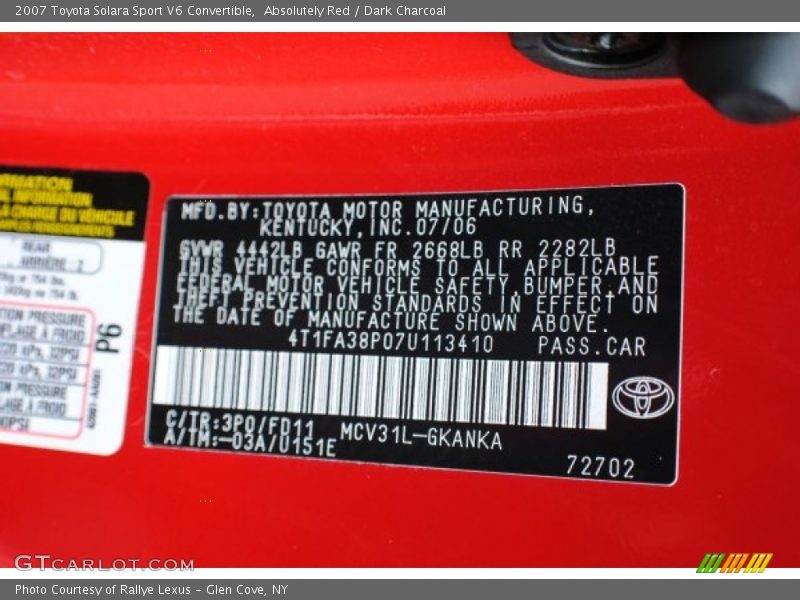 2007 Toyota Solara Sport V6 Convertible,  Absolutely Red / Dark Charcoal
MFD.BY:TOYOTA MOTOR MANUFACTURING,
KENTUCKY,INC.07/06
GVWR 4442LB GAWR FR 2668LB RR 2282LB
THIS VEHICLE CONFORMS TO ALL APPLICABLE
FEDERAL MOTOR VEHICLE SAFETY,BUMPER,AND
THEFT PREVENTION STANDARDS IN EFFECT ON
THE DATE OF MANUFACTURE SHOWN ABOVE.
4T1FA38P07U113410 PASS.CAR
C/TR:3P0/FD11 MCV31L-GKANKA
A/TM:-03A/U151E
72702
P6
GTCarLot.com
Photo Courtesy of Rallye Lexus - Glen Cove, NY